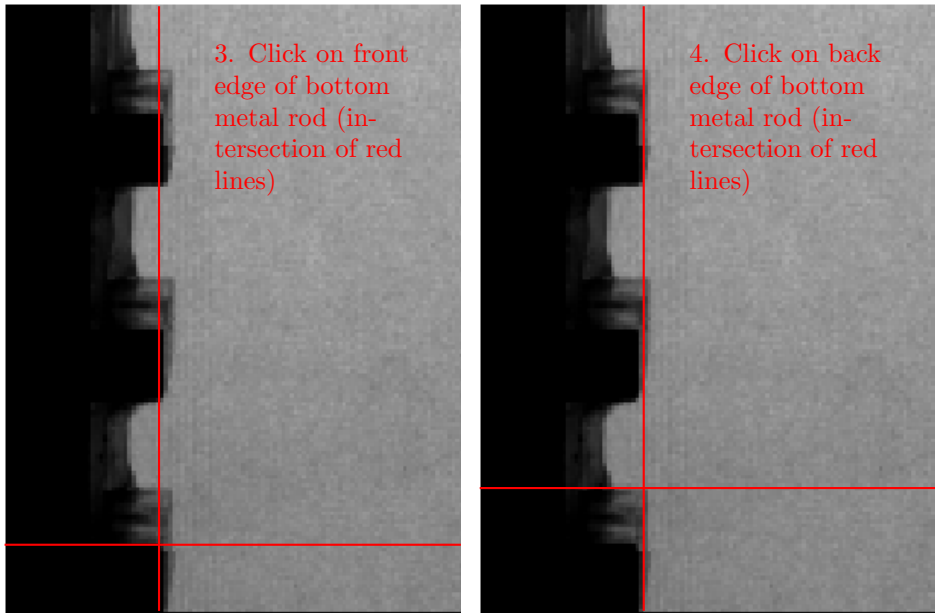 3. Click on front
edge of bottom
metal rod (in-
tersection of red
lines)
4. Click on back
edge of bottom
metal rod (in-
tersection of red
lines)